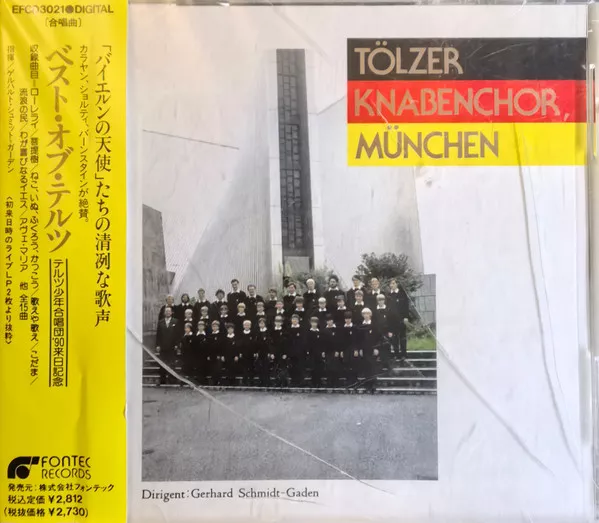 EFCD3021●DIGITAL
[合唱曲]
「バイエルンの天使」たちの清冽な歌声
カラヤン、ショルティ、バーンスタインが絶賛。
ベスト・オブ・テルツ
テルツ少年合唱団'90来日記念
収録曲目=ローレライ/菩提樹/ねこ、いぬ、ふくろう、かっこう/歌えや歌え/こだま/
流浪の民/わが喜びなるイエス/アヴェ・マリア 他 全15曲
指揮/ゲルハルト・シュミット・ガーデン
〈初来日時のライブLP2枚より抜粋〉
FONTEC
RECORDS
発売元:株式会社フォンテック
税込定価 ¥2,812
(税抜価格 ¥2,730)
TÖLZER
KNABENCHOR,
MÜNCHEN
Dirigent:Gerhard Schmidt-Gaden